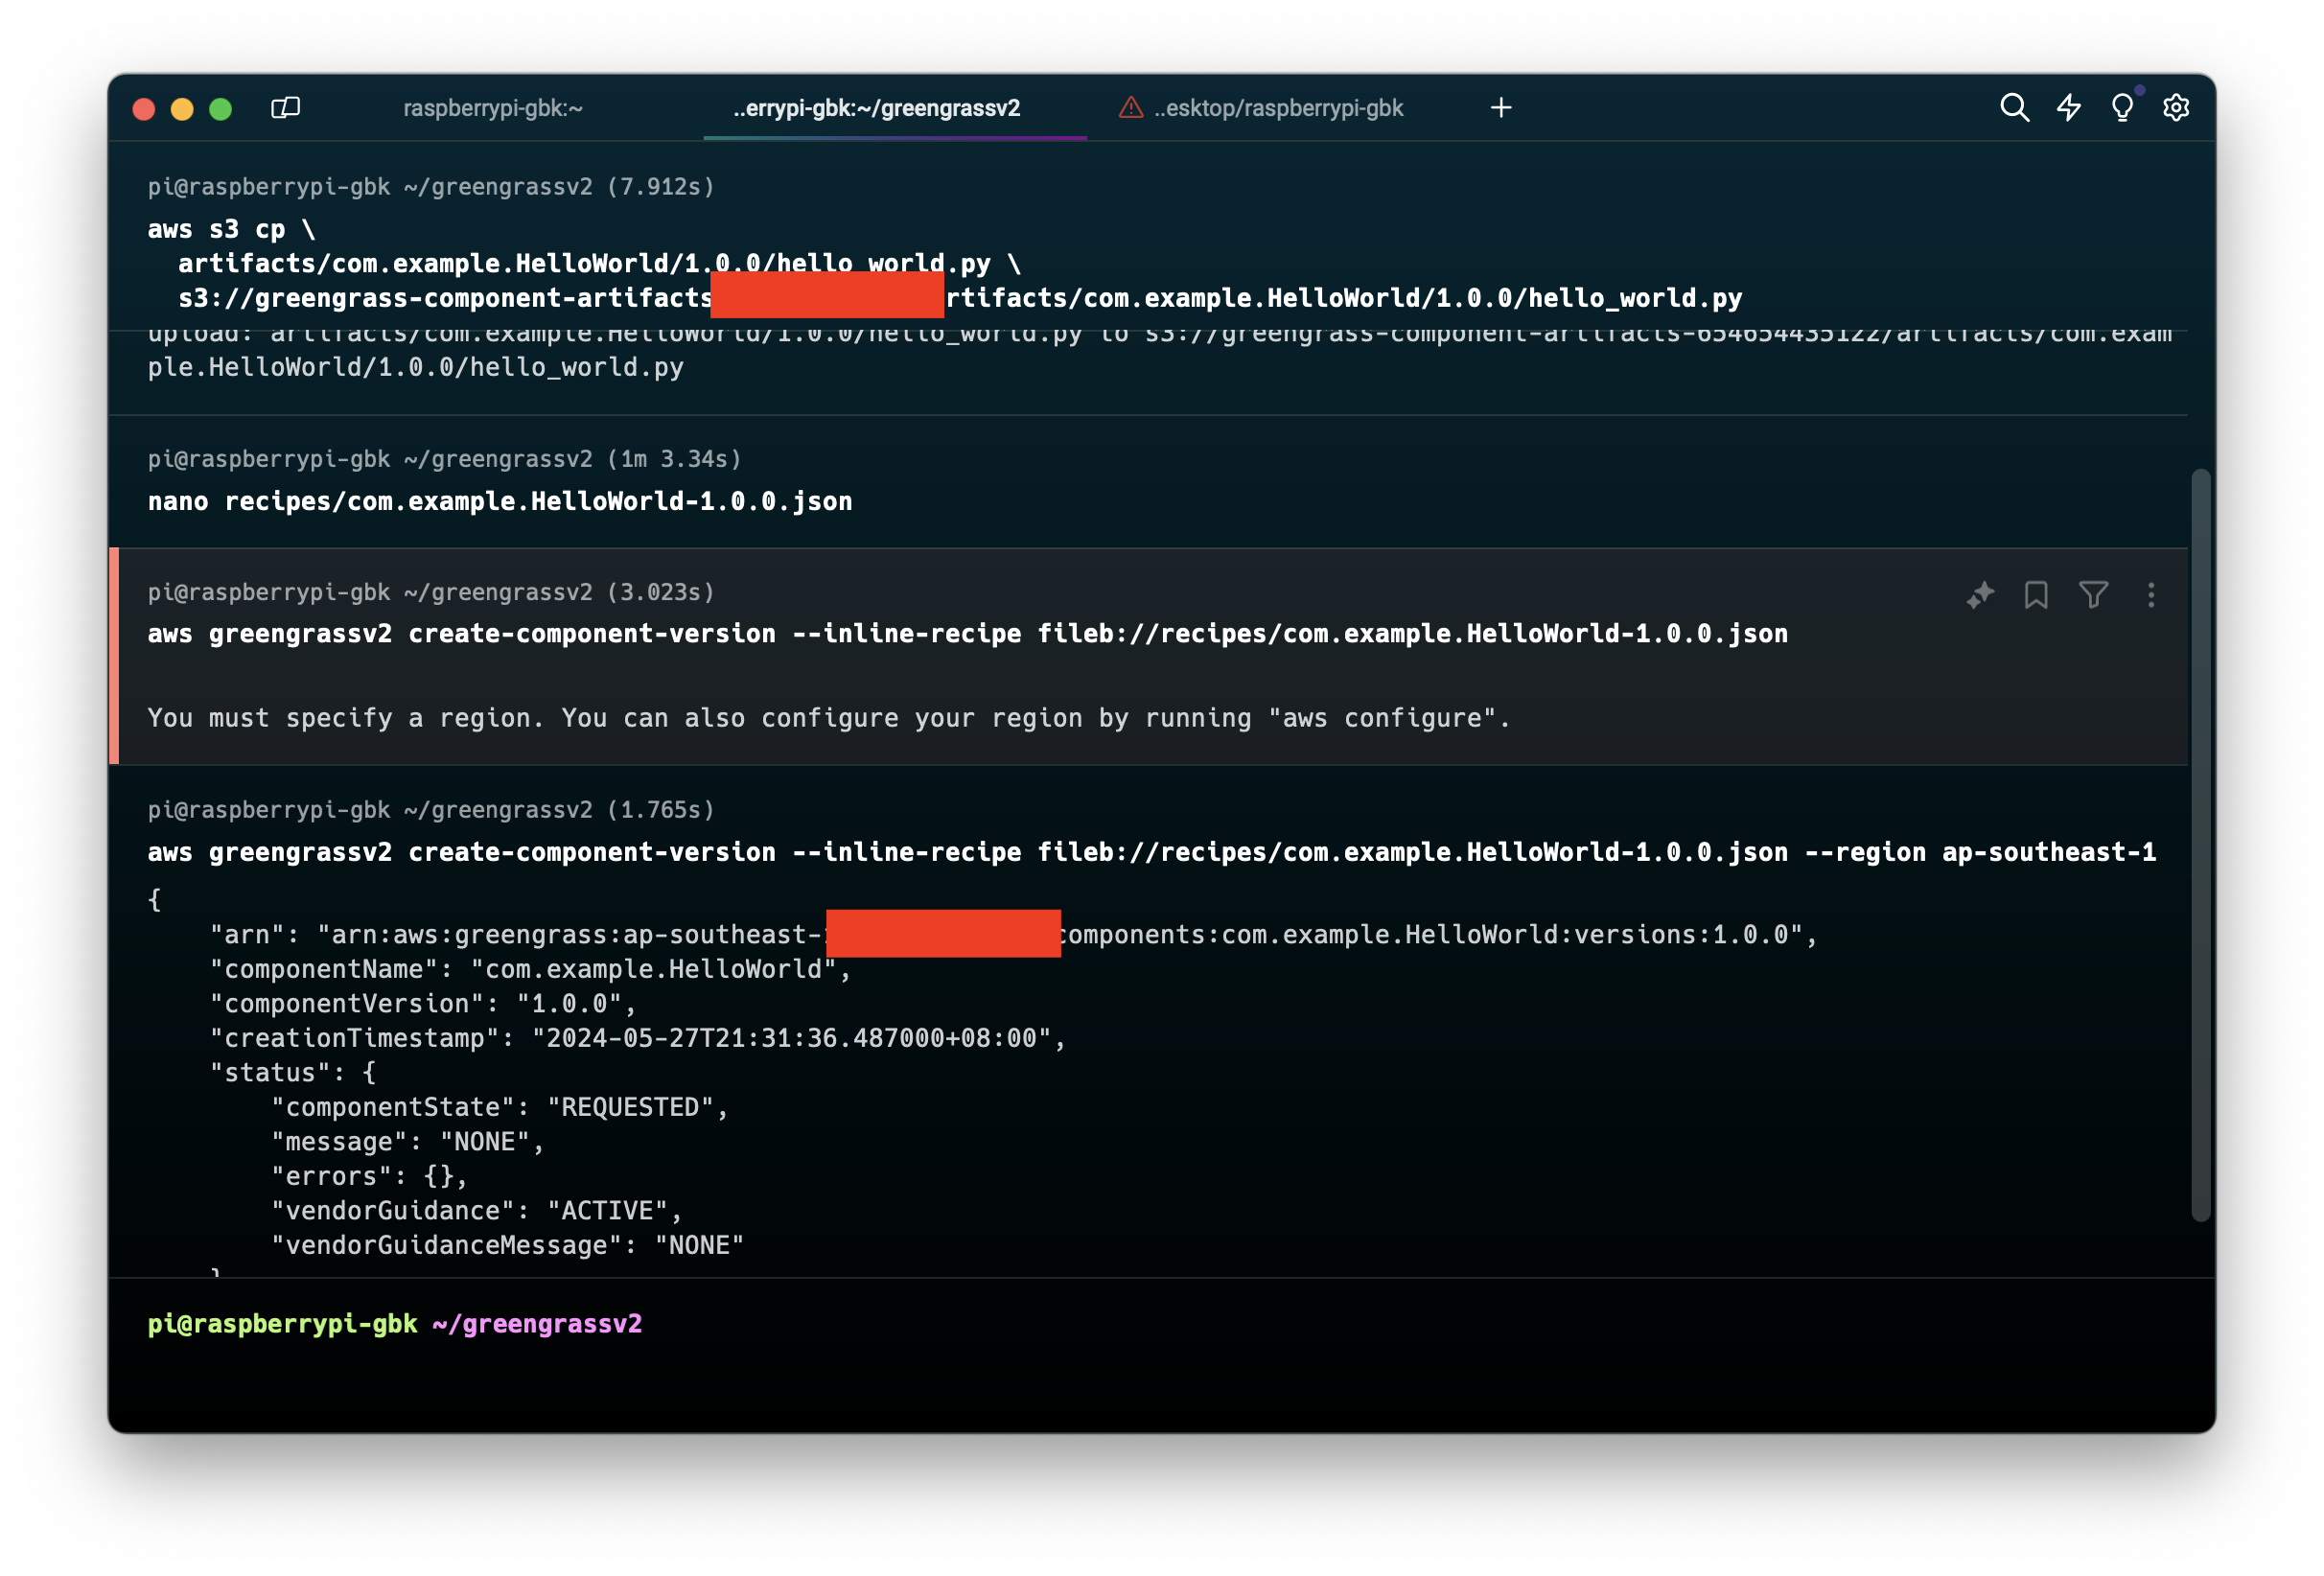 raspberrypi-gbk:~
..errypi-gbk:~/greengrassv2
..esktop/raspberrypi-gbk
pi@raspberrypi-gbk ~/greengrassv2 (7.912s)
aws s3 cp \
  artifacts/com.example.HelloWorld/1.0.0/hello_world.py \
  s3://greengrass-component-artifacts rtifacts/com.example.HelloWorld/1.0.0/hello_world.py
upload: artifacts/com.example.HelloWorld/1.0.0/hello_world.py to s3://greengrass-component-artifacts-654654435122/artifacts/com.exam
ple.HelloWorld/1.0.0/hello_world.py
pi@raspberrypi-gbk ~/greengrassv2 (1m 3.34s)
nano recipes/com.example.HelloWorld-1.0.0.json
pi@raspberrypi-gbk ~/greengrassv2 (3.023s)
aws greengrassv2 create-component-version --inline-recipe fileb://recipes/com.example.HelloWorld-1.0.0.json
You must specify a region. You can also configure your region by running "aws configure".
pi@raspberrypi-gbk ~/greengrassv2 (1.765s)
aws greengrassv2 create-component-version --inline-recipe fileb://recipes/com.example.HelloWorld-1.0.0.json --region ap-southeast-1
{
    "arn": "arn:aws:greengrass:ap-southeast- components:com.example.HelloWorld:versions:1.0.0",
    "componentName": "com.example.HelloWorld",
    "componentVersion": "1.0.0",
    "creationTimestamp": "2024-05-27T21:31:36.487000+08:00",
    "status": {
        "componentState": "REQUESTED",
        "message": "NONE",
        "errors": {},
        "vendorGuidance": "ACTIVE",
        "vendorGuidanceMessage": "NONE"
    }
pi@raspberrypi-gbk ~/greengrassv2